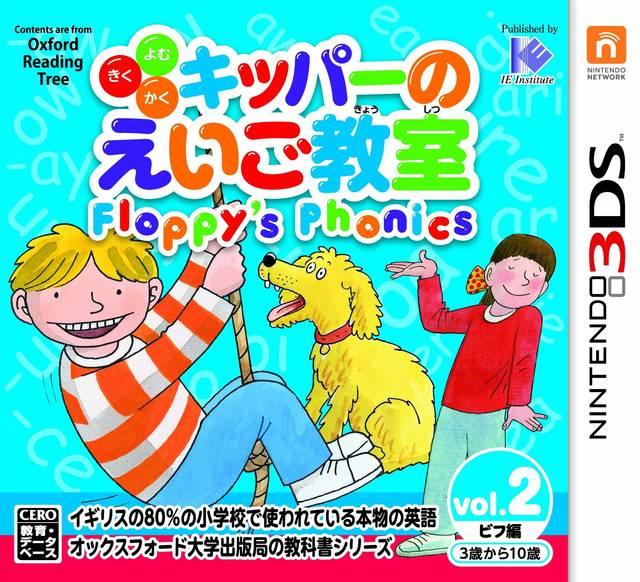 Contents are from
Oxford
Reading
Tree
Published by
IE Institute
NINTENDO
NETWORK
NINTENDO 3DS™
きく
よむ
かく
キッパーの
えいご教室
きょう しつ
Floppy's Phonics
vol.2
ビフ編
3歳から10歳
CERO
教育・
データ
ベース
イギリスの80%の小学校で使われている本物の英語
オックスフォード大学出版局の教科書シリーズ